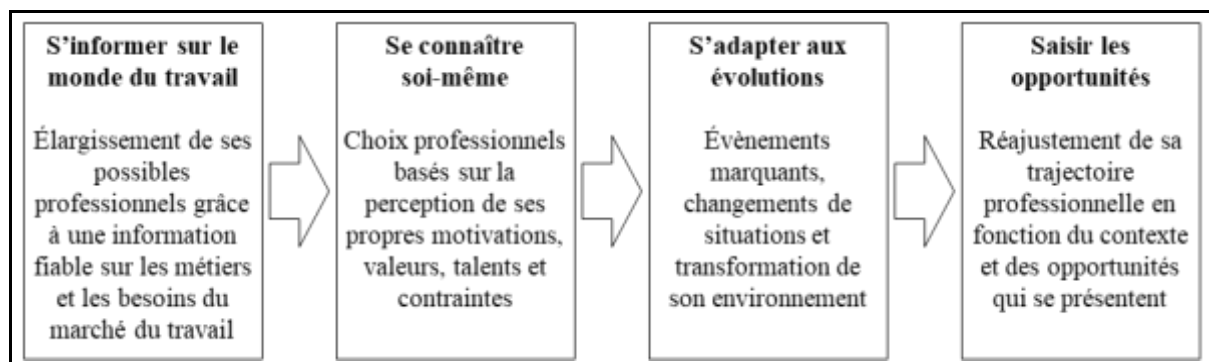 S’informer sur le
monde du travail
Élargissement de ses
possibles
professionnels grâce
à une information
fiable sur les métiers
et les besoins du
marché du travail
Se connaître
soi-même
Choix professionnels
basés sur la
perception de ses
propres motivations,
valeurs, talents et
contraintes
S’adapter aux
évolutions
Évènements
marquants,
changements de
situations et
transformation de
son environnement
Saisir les
opportunités
Réajustement de sa
trajectoire
professionnelle en
fonction du contexte
et des opportunités
qui se présentent